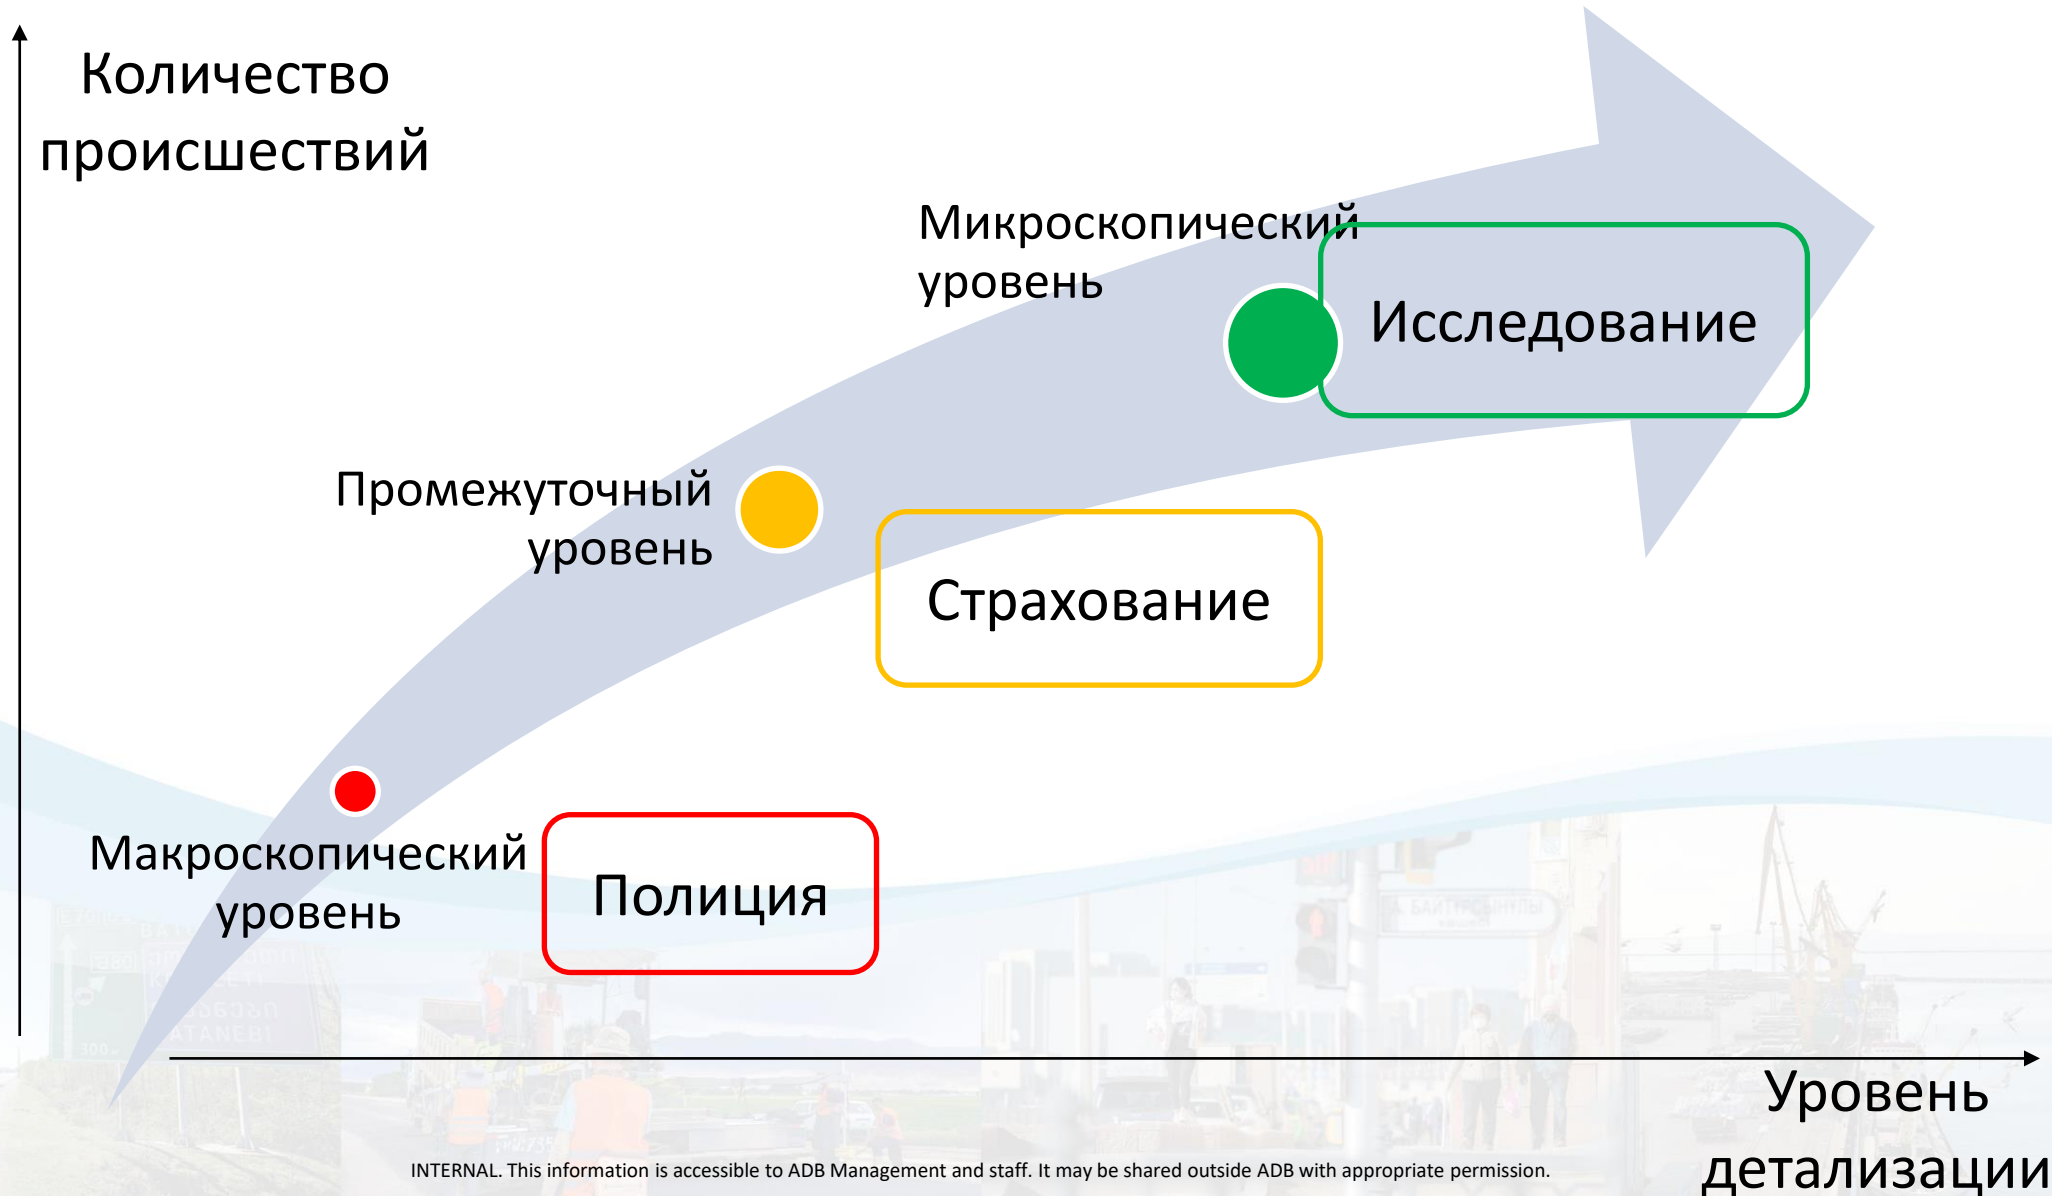 Количество
происшествий
Микроскопический
уровень
Исследование
Промежуточный
уровень
Страхование
Макроскопический
уровень
Полиция
Уровень
детализации
INTERNAL. This information is accessible to ADB Management and staff. It may be shared outside ADB with appropriate permission.